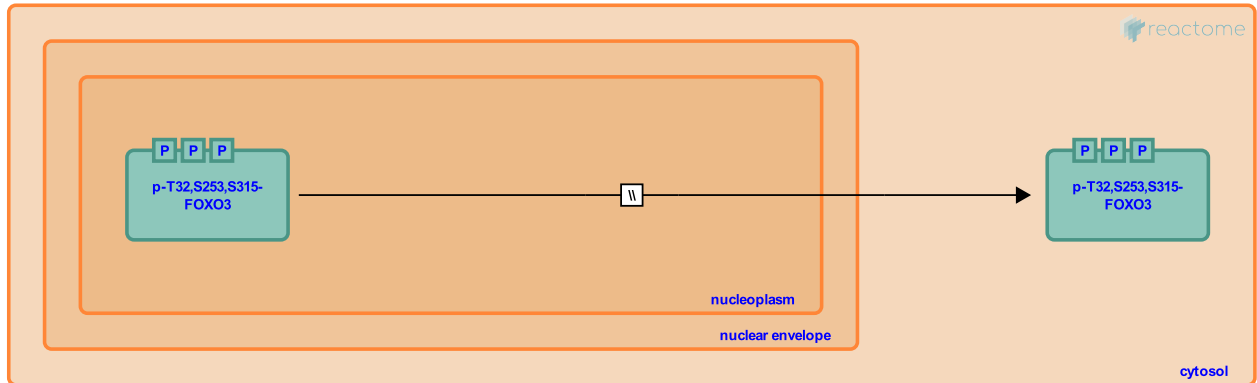 reactome
P P P
p-T32,S253,S315-
FOXO3
\\
P P P
p-T32,S253,S315-
FOXO3
nucleoplasm
nuclear envelope
cytosol